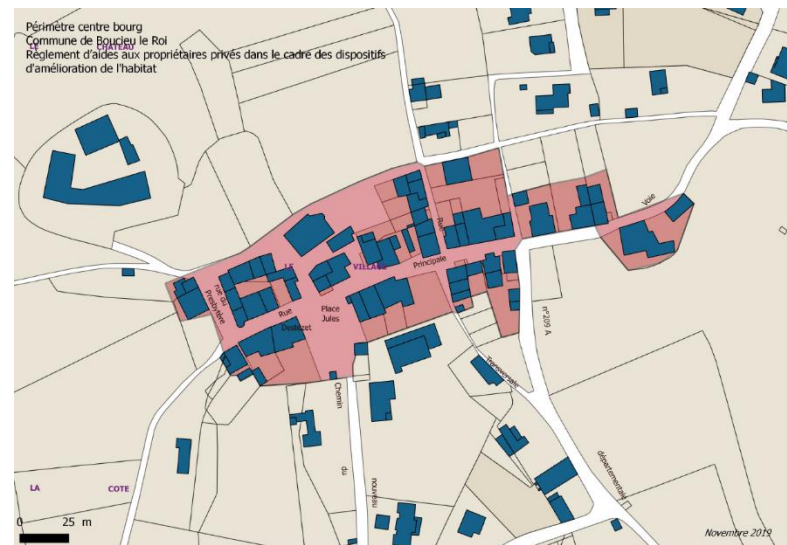 Périmètre centre bourg
Commune de Boucieu le Roi
LE CHATEAU
Règlement d'aides aux propriétaires privés dans le cadre des dispositifs
d'amélioration de l'habitat
Voie
Rue
LE VILLAGE
Principale
rue du
Presbytère
Rue
Place
Jules
Desbozet
n°209 A
Transversale
Chemin
du
nouveau
départementale
LA COTE
0 25 m
Novembre 2019